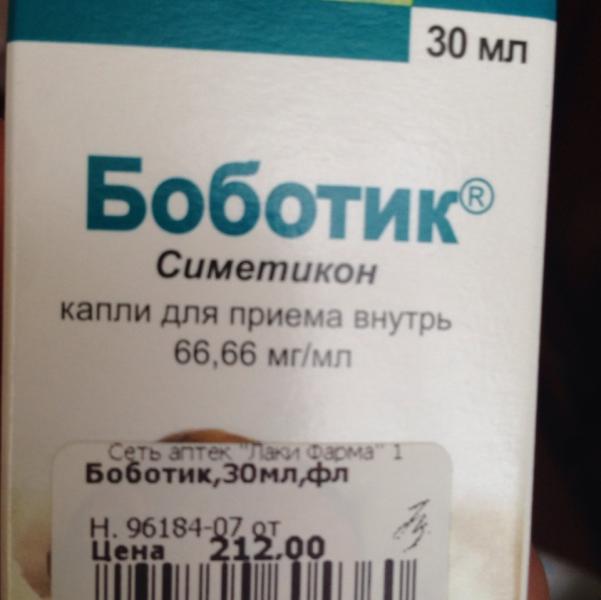 30 мл
Боботик®
Симетикон
капли для приема внутрь
66,66 мг/мл
Сеть аптек "Лаки Фарма" 1
Боботик,30мл,фл
Н. 96184-07 от
Цена 212.00